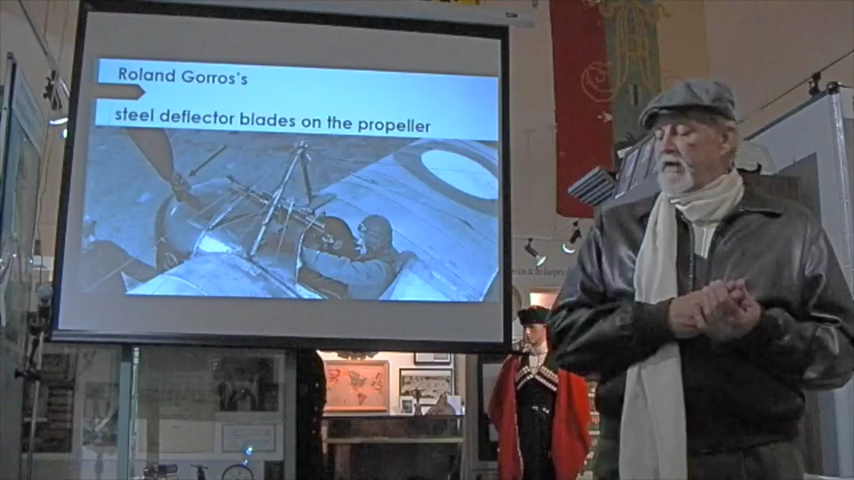 Roland Gorros's
steel deflector blades on the propeller